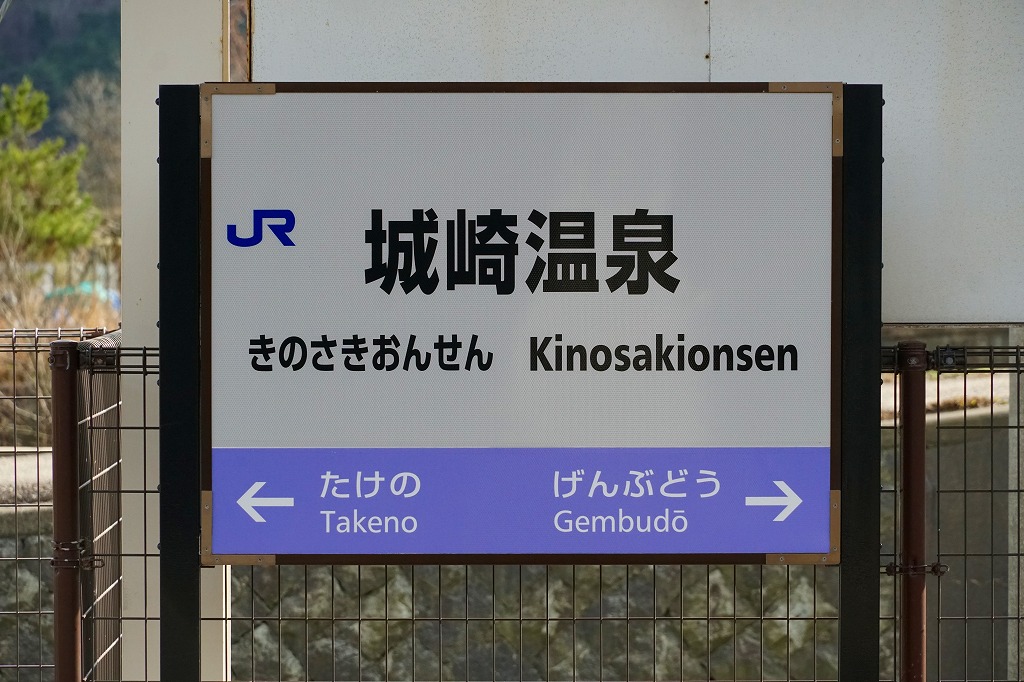 JR
城崎温泉
きのさきおんせん Kinosakionsen
← たけの げんぶどう →
Takeno Gembudō